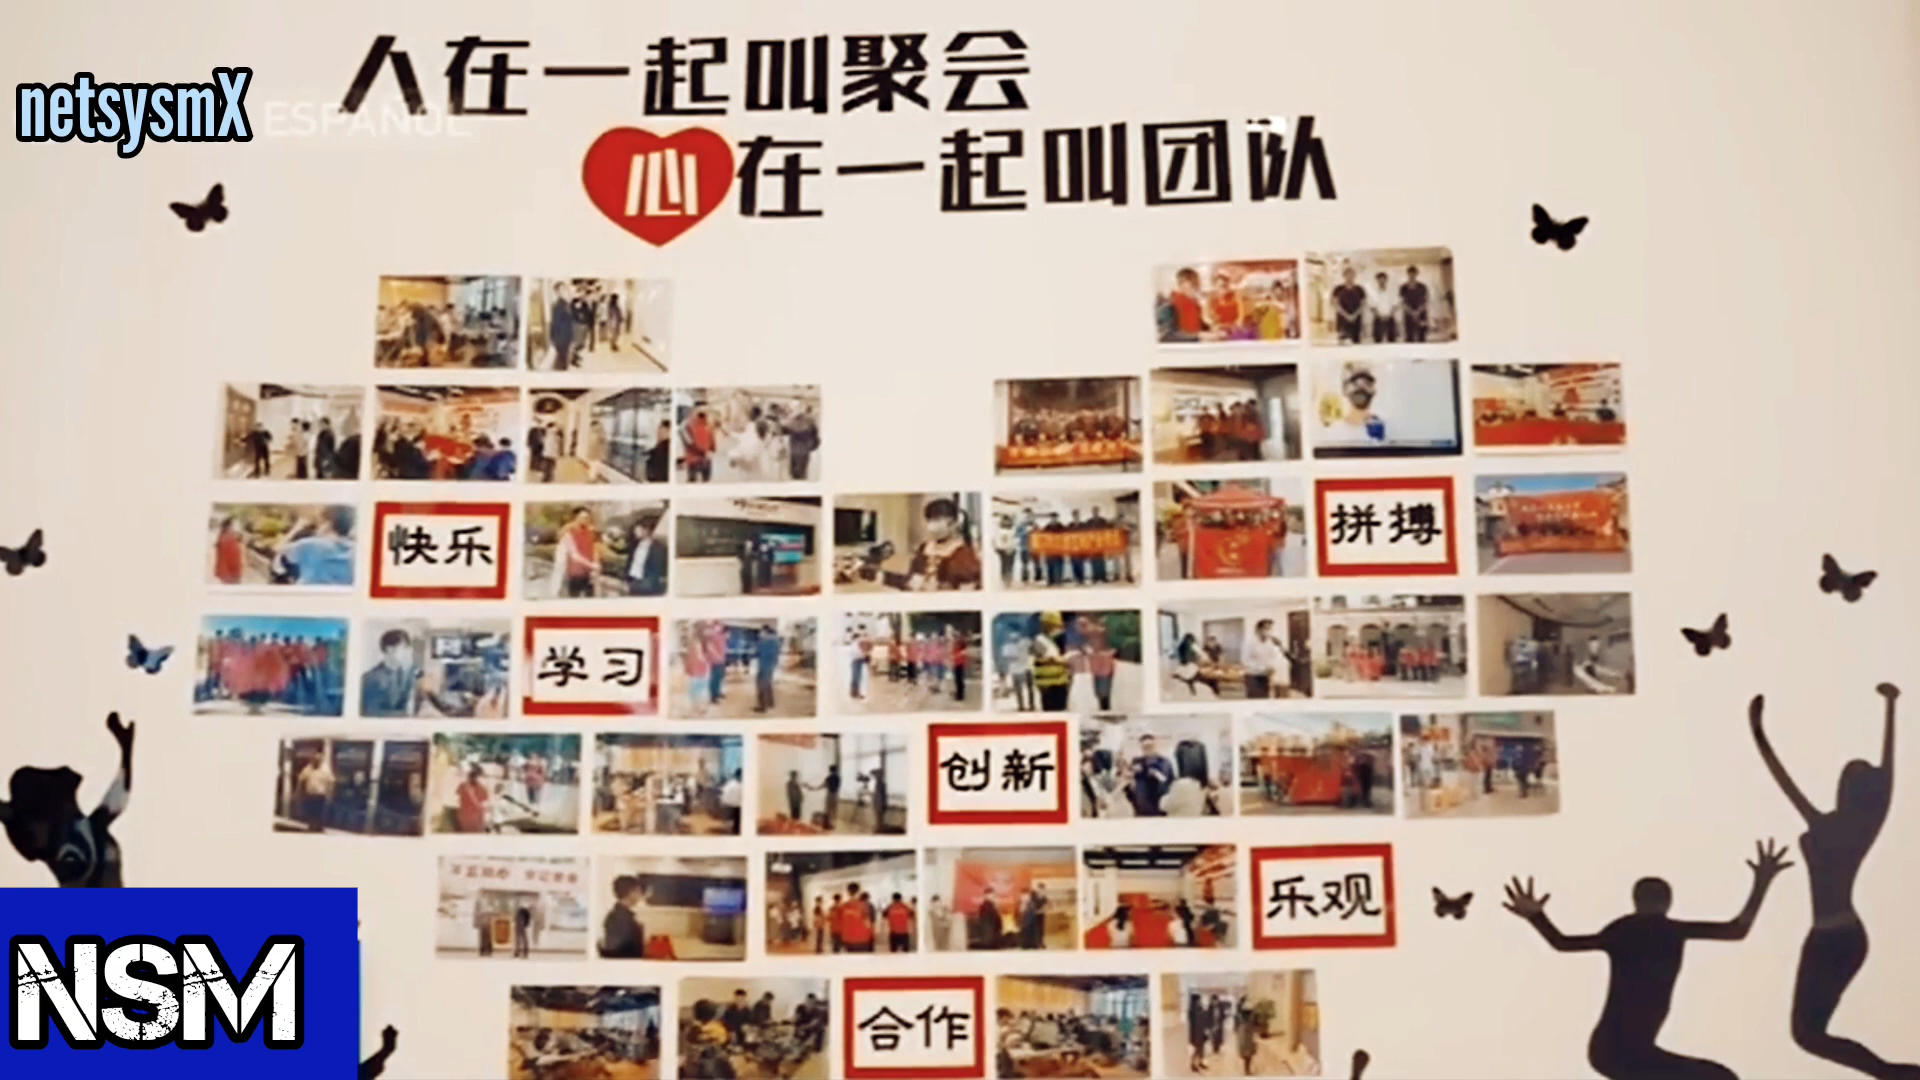 人在一起叫聚会
netsysmX
ESPAÑOL
心在一起叫团队
快乐
拼搏
学习
创新
乐观
合作
NSM